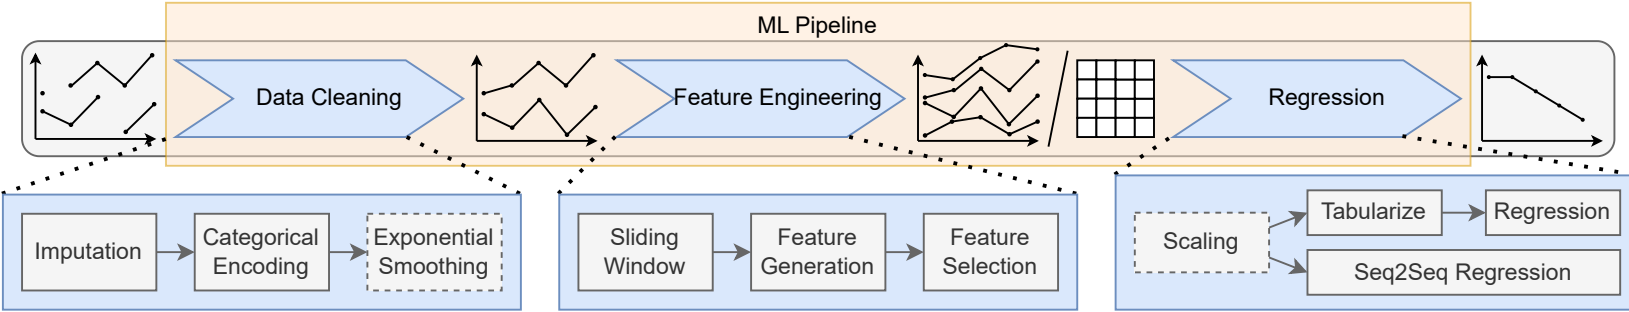 ML Pipeline
Data Cleaning
Feature Engineering
Regression
Imputation
Categorical
Encoding
Exponential
Smoothing
Sliding
Window
Feature
Generation
Feature
Selection
Scaling
Tabularize
Regression
Seq2Seq Regression